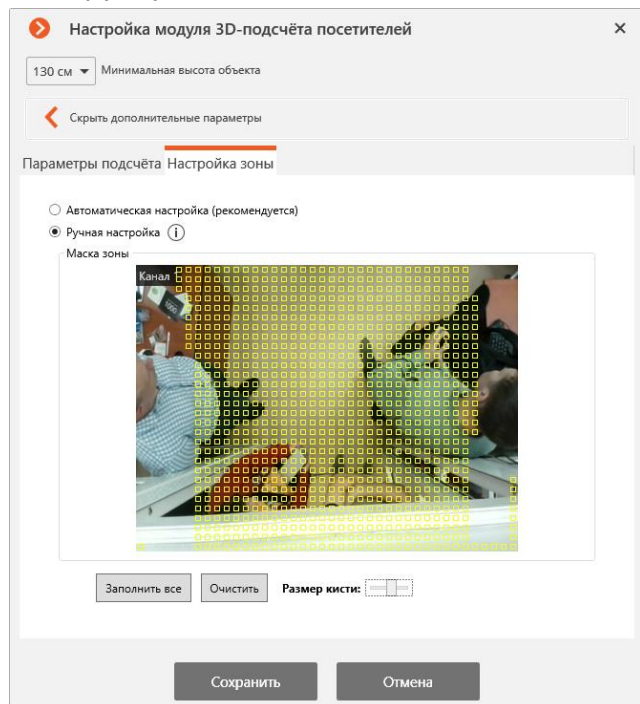 Настройка модуля 3D-подсчёта посетителей
130 см Минимальная высота объекта
Скрыть дополнительные параметры
Параметры подсчёта Настройка зоны
Автоматическая настройка (рекомендуется)
Ручная настройка
Маска зоны
Канал
Заполнить все Очистить Размер кисти:
Сохранить Отмена